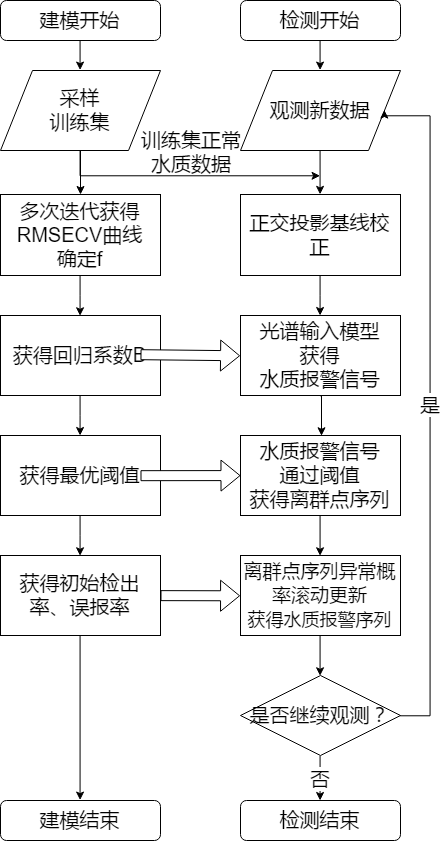 建模开始
检测开始
采样
训练集
观测新数据
训练集正常
水质数据
多次迭代获得
RMSECV曲线
确定f
正交投影基线校
正
获得回归系数B
光谱输入模型
获得
水质报警信号
是
获得最优阈值
水质报警信号
通过阈值
获得离群点序列
获得初始检出
率、误报率
离群点序列异常概
率滚动更新
获得水质报警序列
是否继续观测？
否
建模结束
检测结束